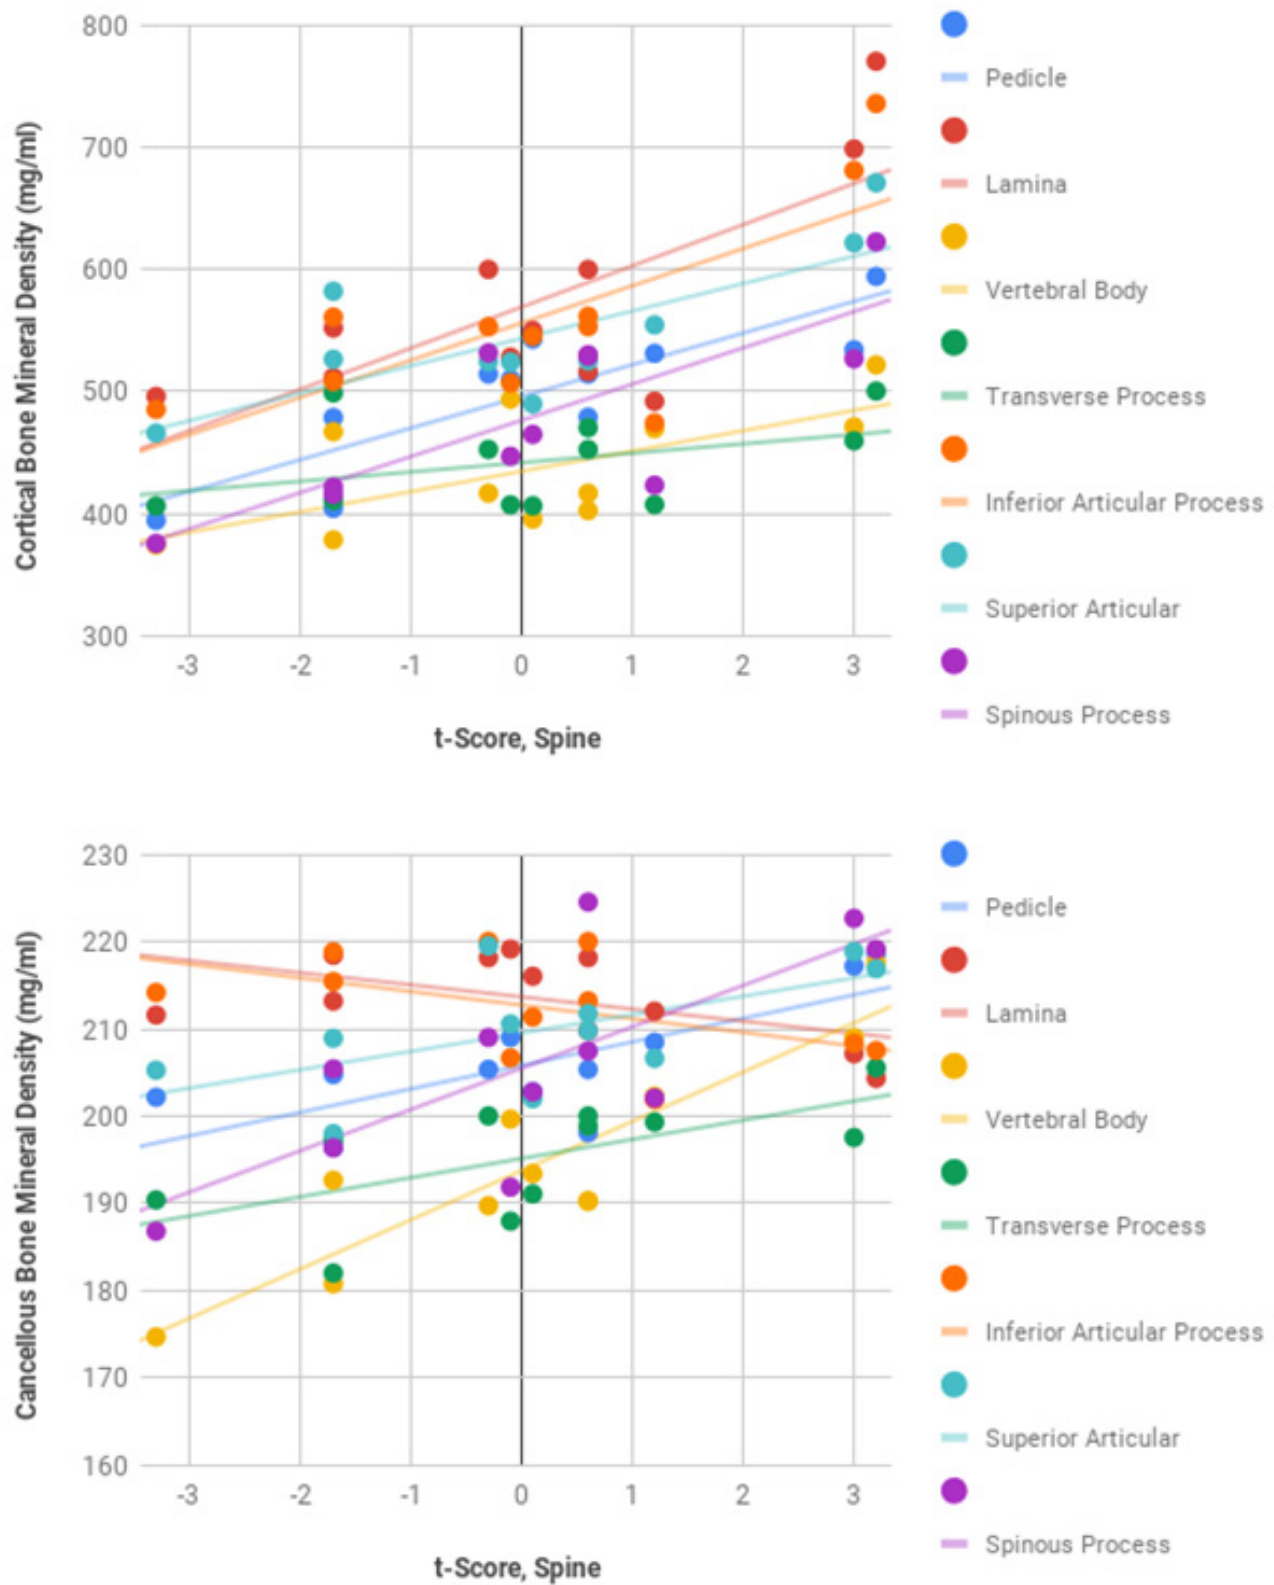 800
700
600
500
400
300
Cortical Bone Mineral Density (mg/ml)
-3 -2 -1 0 1 2 3
t-Score, Spine
Pedicle
Lamina
Vertebral Body
Transverse Process
Inferior Articular Process
Superior Articular
Spinous Process
230
220
210
200
190
180
170
160
Cancellous Bone Mineral Density (mg/ml)
-3 -2 -1 0 1 2 3
t-Score, Spine
Pedicle
Lamina
Vertebral Body
Transverse Process
Inferior Articular Process
Superior Articular
Spinous Process